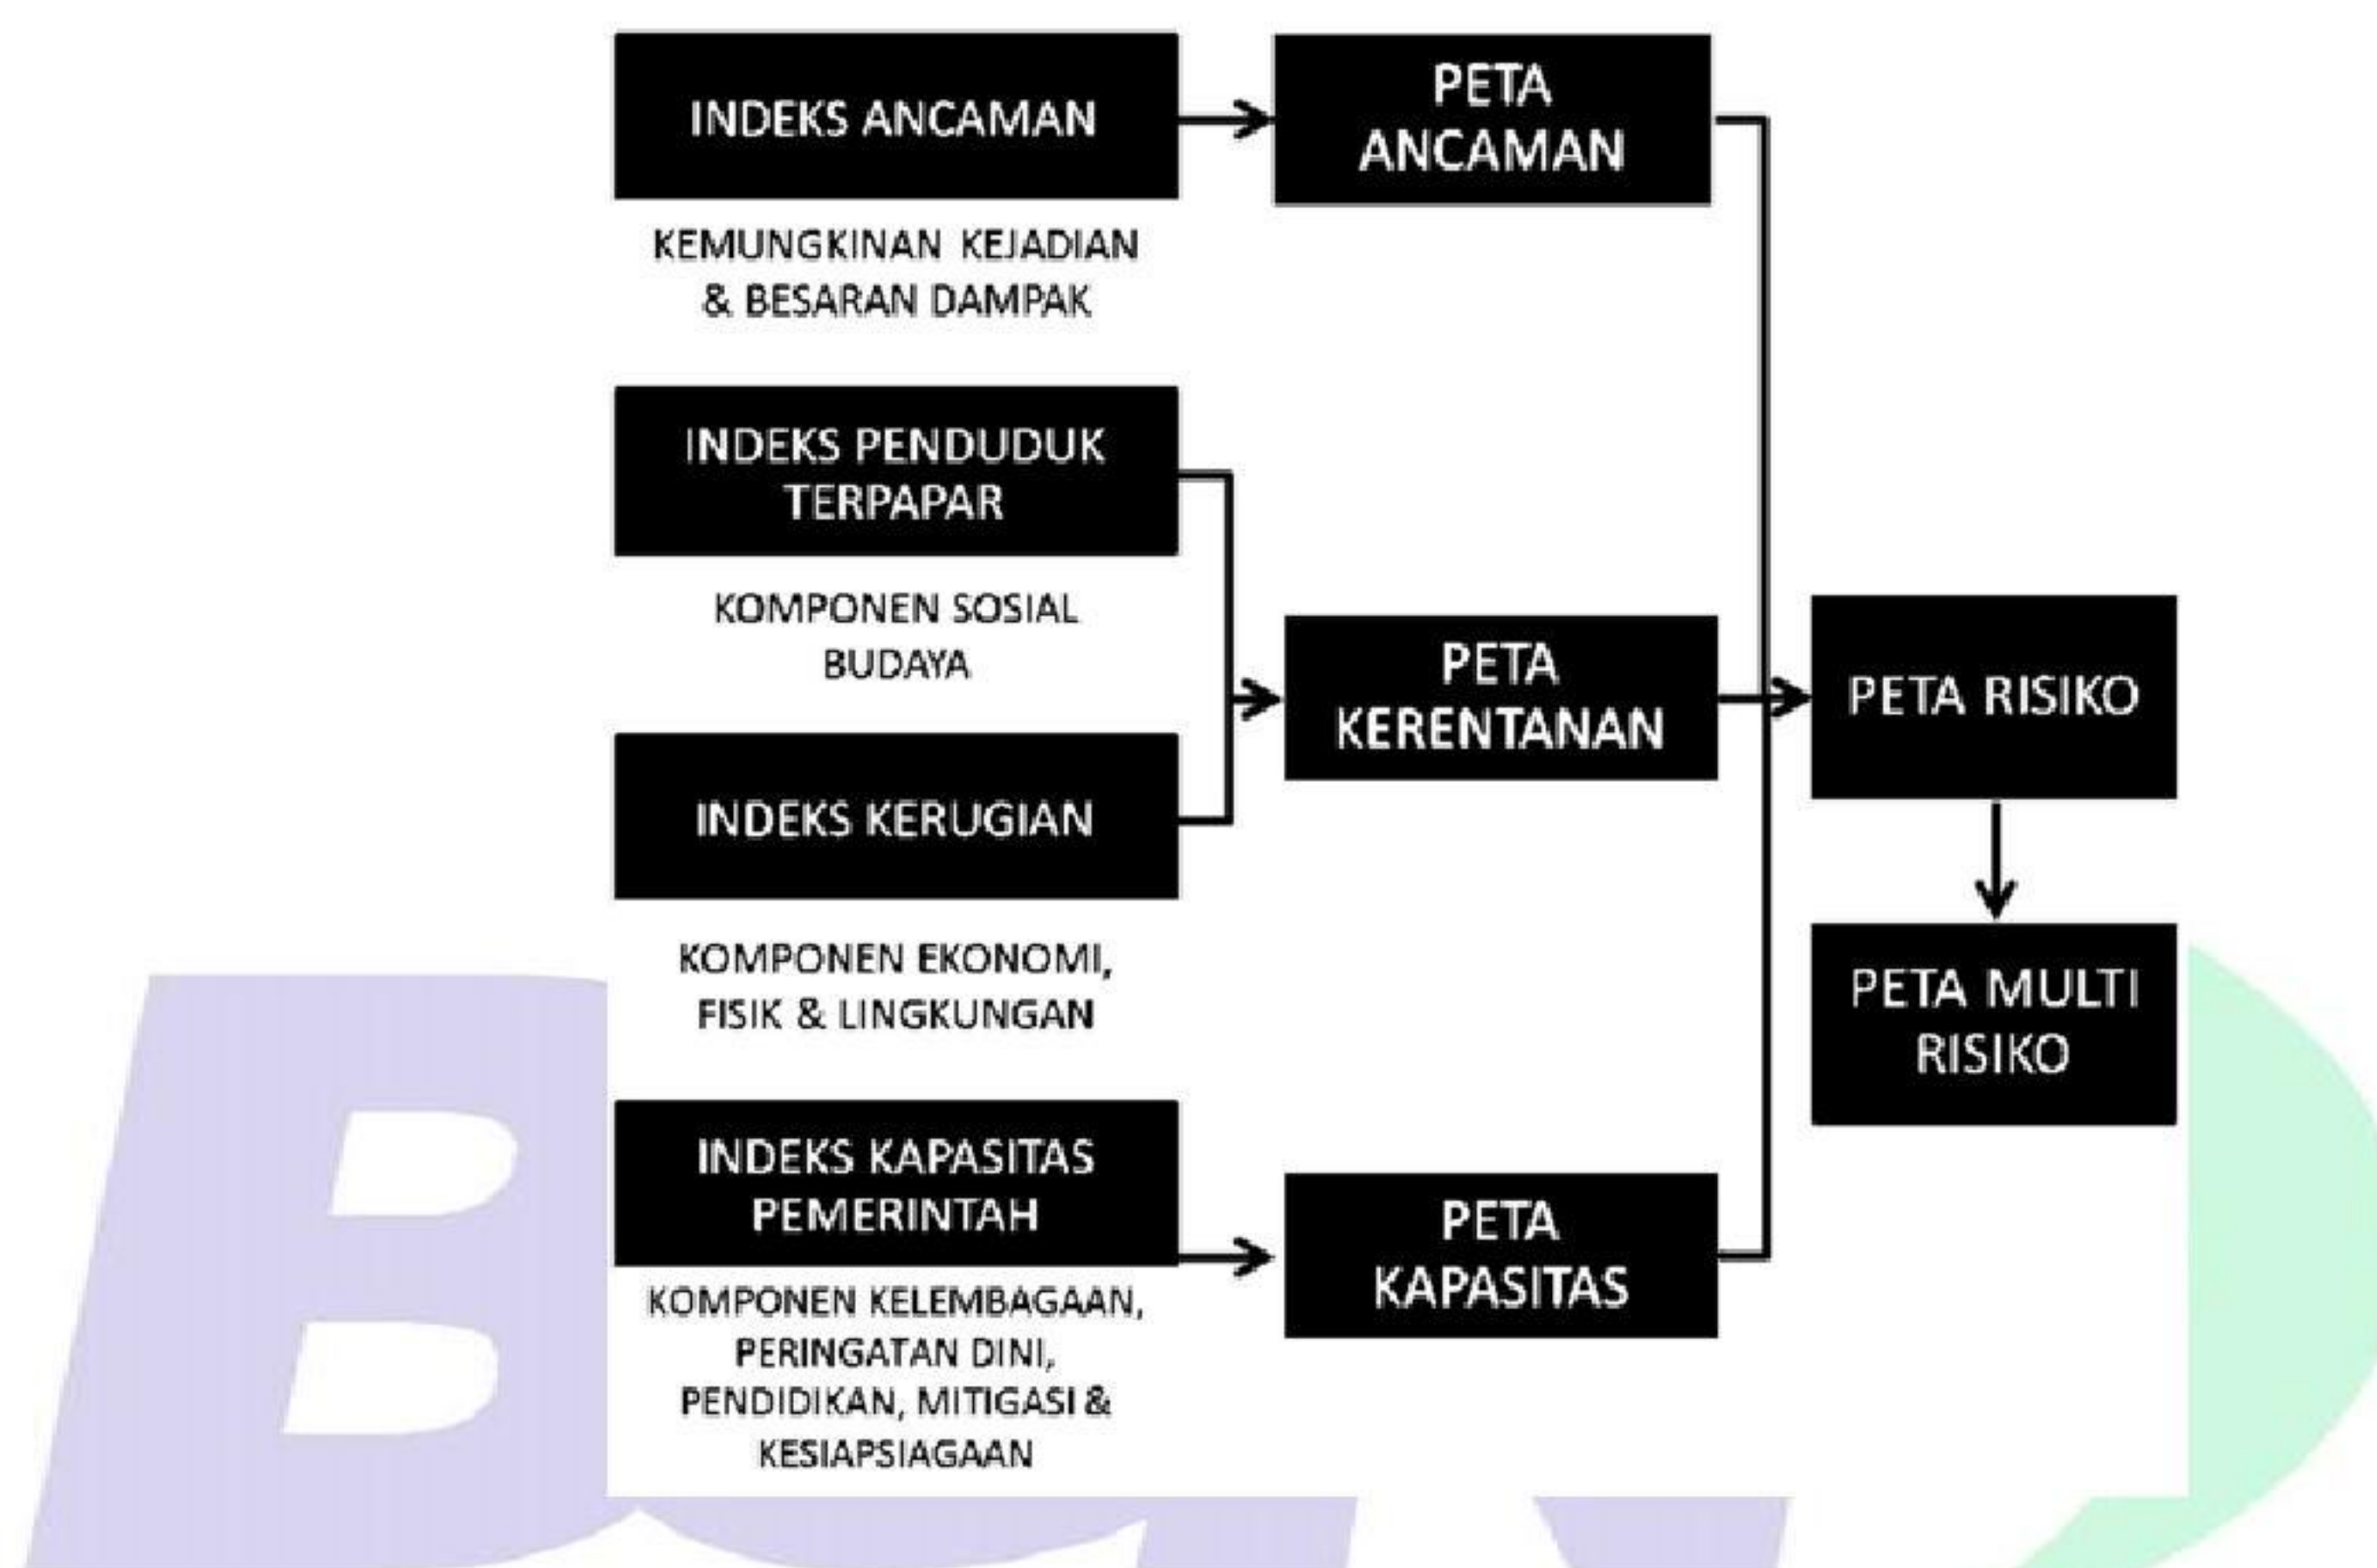 INDEKS ANCAMAN
KEMUNGKINAN KEJADIAN
& BESARAN DAMPAK
PETA
ANCAMAN
INDEKS PENDUDUK
TERPAPAR
KOMPONEN SOSIAL
BUDAYA
INDEKS KERUGIAN
KOMPONEN EKONOMI,
FISIK & LINGKUNGAN
PETA
KERENTANAN
INDEKS KAPASITAS
PEMERINTAH
KOMPONEN KELEMBAGAAN,
PERINGATAN DINI,
PENDIDIKAN, MITIGASI &
KESIAPSIAGAAN
PETA
KAPASITAS
PETA RISIKO
PETA MULTI
RISIKO